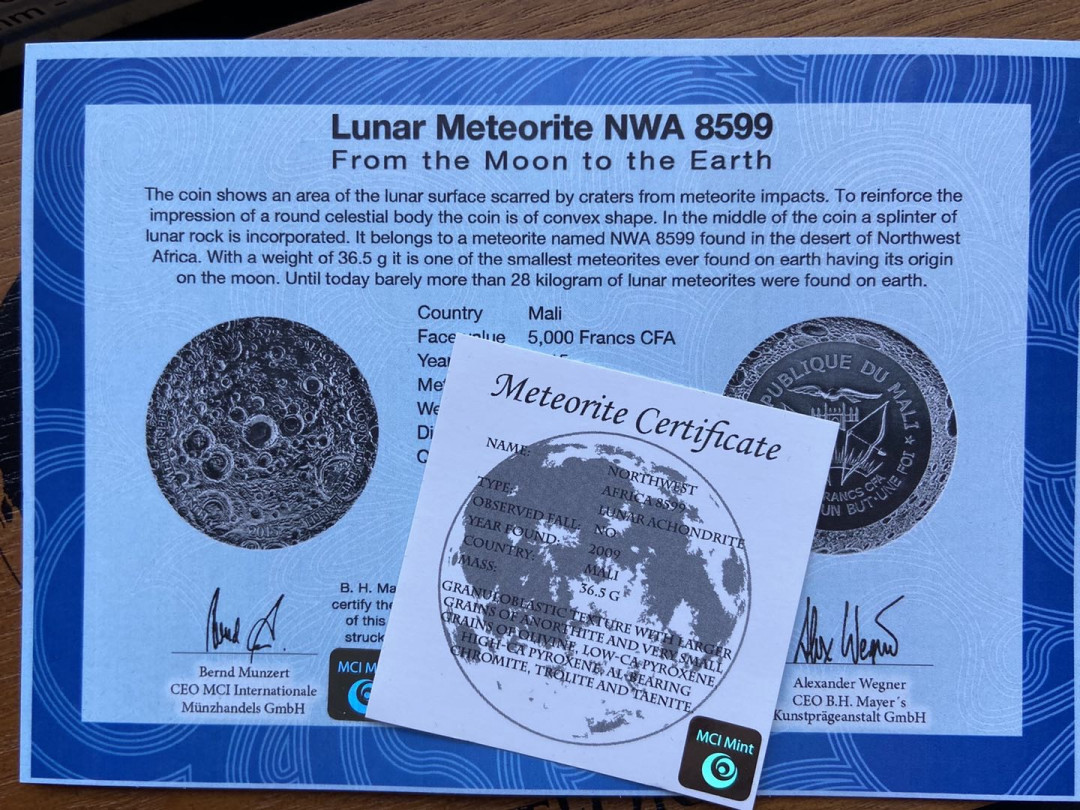 Lunar Meteorite NWA 8599
From the Moon to the Earth
The coin shows an area of the lunar surface scarred by craters from meteorite impacts. To reinforce the
impression of a round celestial body the coin is of convex shape. In the middle of the coin a splinter of
lunar rock is incorporated. It belongs to a meteorite named NWA 8599 found in the desert of Northwest
Africa. With a weight of 36.5 g it is one of the smallest meteorites ever found on earth having its origin
on the moon. Until today barely more than 28 kilogram of lunar meteorites were found on earth.
Country Mali
Face value 5,000 Francs CFA
Meteorite Certificate
NAME: NORTHWEST
AFRICA 8599
TYPE: LUNAR ACHONDRITE
OBSERVED FALL: NO
YEAR FOUND: 2009
COUNTRY: MALI
MASS: 36.5 G
GRANULOBLASTIC TEXTURE WITH LARGER
GRAINS OF ANORTHITE AND VERY SMALL
GRAINS OF OLIVINE, LOW-CA PYROXENE,
HIGH-CA PYROXENE, AL-BEARING
CHROMITE, TROLITE AND TAENITE
MCI Mint
PUBLIQUE DU MALI
FRANCS CFA
UN BUT-UNE FOI
2015
B. H. Ma
certify the
of this
struck
MCI M
Bernd Munzert
CEO MCI Internationale
Münzhandels GmbH
Alex Wegner
Alexander Wegner
CEO B.H. Mayer´s
Kunstprägeanstalt GmbH